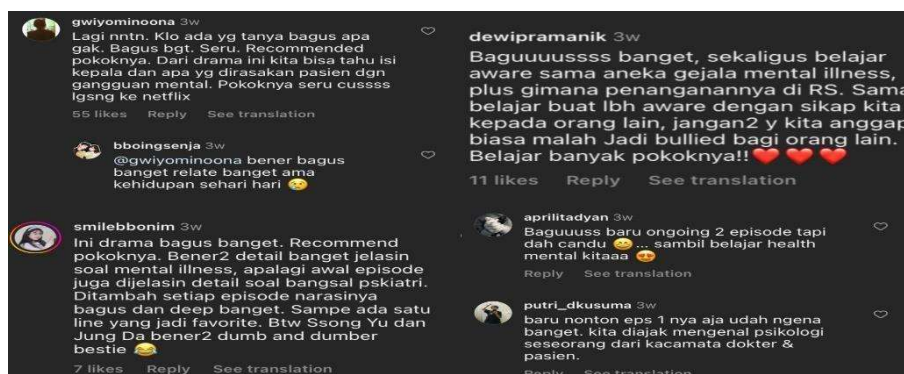 gwiyominoona 3w
Lagi nntn. Klo ada yg tanya bagus apa
gak. Bagus bgt. Seru. Recommended
pokoknya. Dari drama ini kita bisa tahu isi
kepala dan apa yg dirasakan pasien dgn
gangguan mental. Pokoknya seru cussss
lgsng ke netflix
55 likes Reply See translation
bboingsenja 3w
@gwiyominoona bener bagus
banget relate banget ama
kehidupan sehari hari 😢
smilebbonim 3w
Ini drama bagus banget. Recommend
pokoknya. Bener2 detail banget jelasin
soal mental illness, apalagi awal episode
juga dijelasin detail soal bangsal pskiatri.
Ditambah setiap episode narasinya
bagus dan deep banget. Sampe ada satu
line yang jadi favorite. Btw Ssong Yu dan
Jung Da bener2 dumb and dumber
bestie 😂
7 likes Reply See translation
dewipramanik 3w
Baguuuussss banget, sekaligus belajar
aware sama aneka gejala mental illness,
plus gimana penanganannya di RS. Sama
belajar buat lbh aware dengan sikap kita
kepada orang lain, jangan2 y kita anggap
biasa malah Jadi bullied bagi orang lain.
Belajar banyak pokoknya!!❤️ ❤️ ❤️
11 likes Reply See translation
aprilitadyan 3w
Baguuuss baru ongoing 2 episode tapi
dah candu 😄... sambil belajar health
mental kitaaa 😍
Reply See translation
putri_dkusuma 3w
baru nonton eps 1 nya aja udah ngena
banget. kita diajak mengenal psikologi
seseorang dari kacamata dokter &
pasien.
Reply See translation